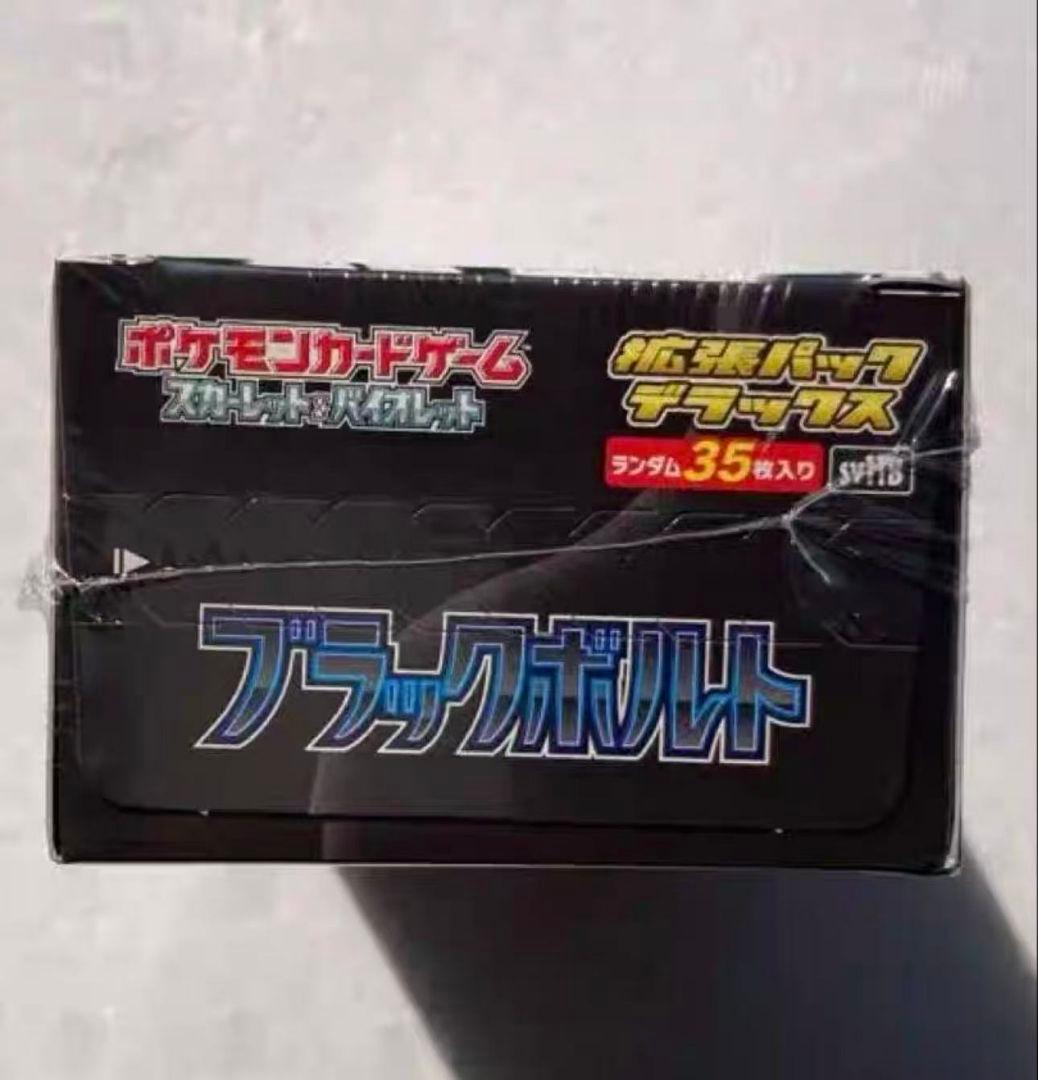 ポケモンカードゲーム
スカーレット&バイオレット
拡張パック
デラックス
ランダム35枚入り
sv11B
ブラックボルト